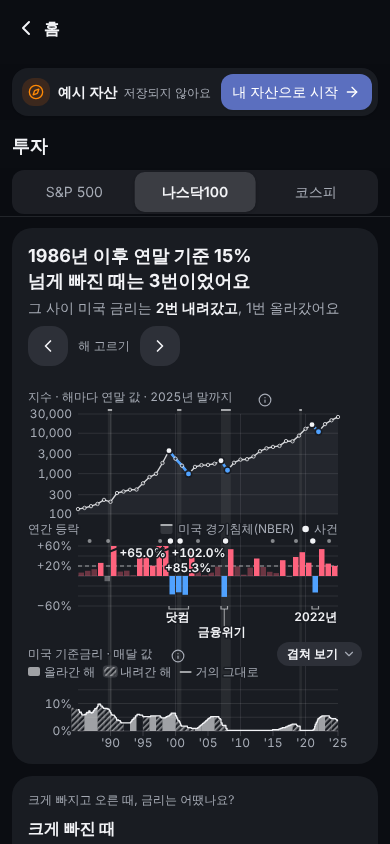 홈
예시 자산 저장되지 않아요 내 자산으로 시작
투자
S&P 500 나스닥100 코스피
1986년 이후 연말 기준 15%
넘게 빠진 때는 3번이었어요
그 사이 미국 금리는 2번 내려갔고, 1번 올라갔어요
해 고르기
지수 · 해마다 연말 값 · 2025년 말까지
30,000
10,000
3,000
1,000
300
100
연간 등락 미국 경기침체(NBER) 사건
+60%
+65.0% +102.0%
+20% +85.3%
−60%
닷컴 2022년
금융위기
미국 기준금리 · 매달 값 겹쳐 보기
올라간 해 내려간 해 거의 그대로
10%
0%
'90 '95 '00 '05 '10 '15 '20 '25
크게 빠지고 오른 때, 금리는 어땠나요?
크게 빠진 때